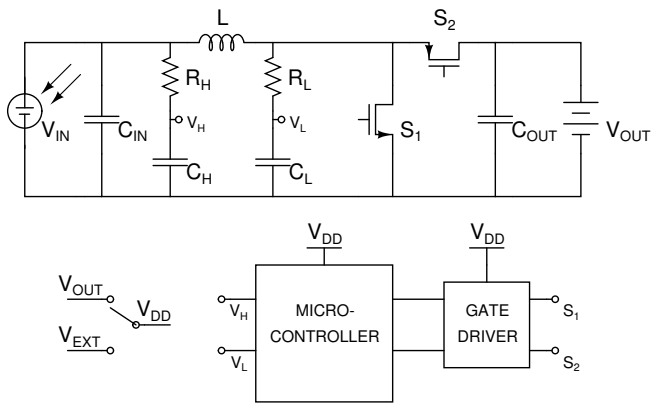 L
S2
RH
RL
VIN
CIN
VH
VL
S1
COUT
VOUT
CH
CL
VDD
VDD
VOUT
VDD
VEXT
VH
VL
MICRO-
CONTROLLER
GATE
DRIVER
S1
S2